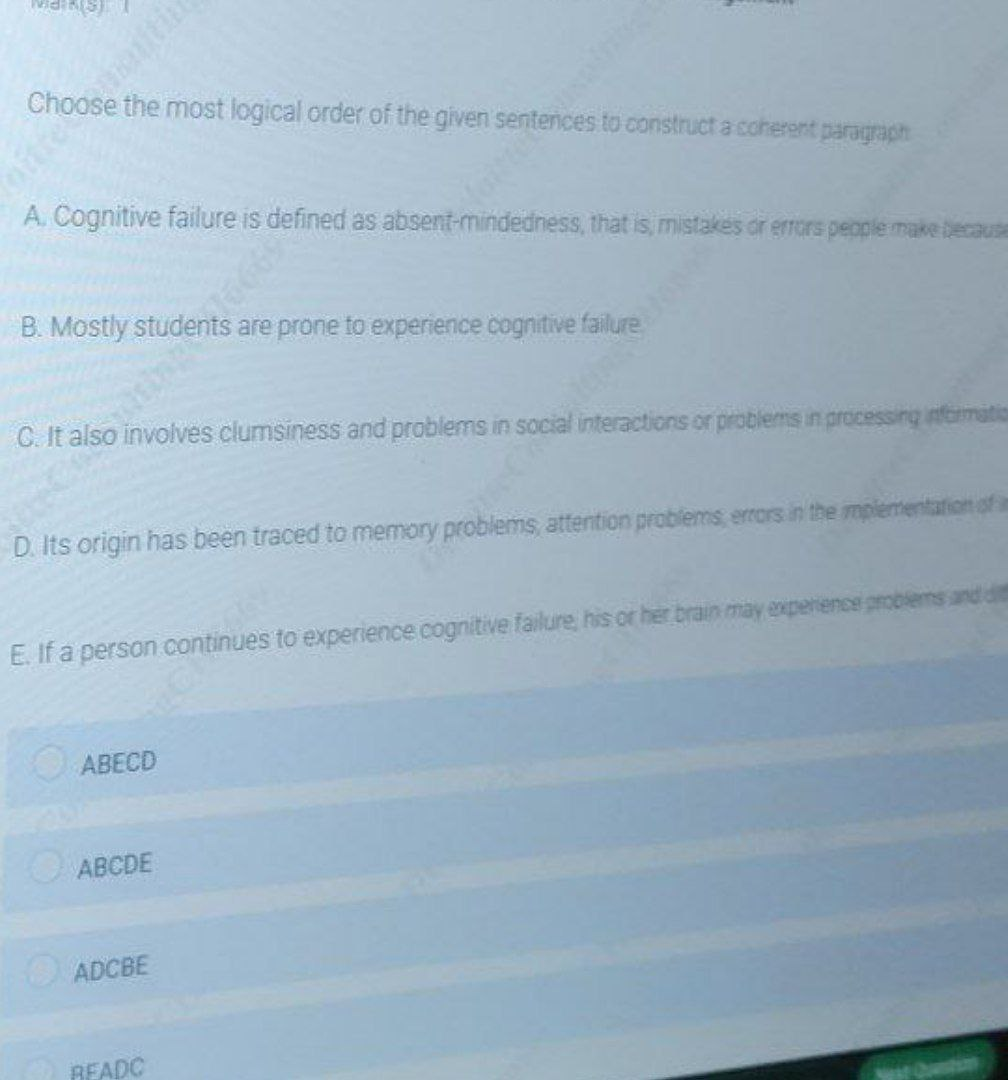 Mark(s): 1
Choose the most logical order of the given sentences to construct a coherent paragraph
A. Cognitive failure is defined as absent-mindedness, that is, mistakes or errors people make because
B. Mostly students are prone to experience cognitive failure.
C. It also involves clumsiness and problems in social interactions or problems in processing
D. Its origin has been traced to memory problems, attention problems, errors in the implementation of
E. If a person continues to experience cognitive failure, his or her brain may experience problems and
ABECD
ABCDE
ADCBE
BEADC